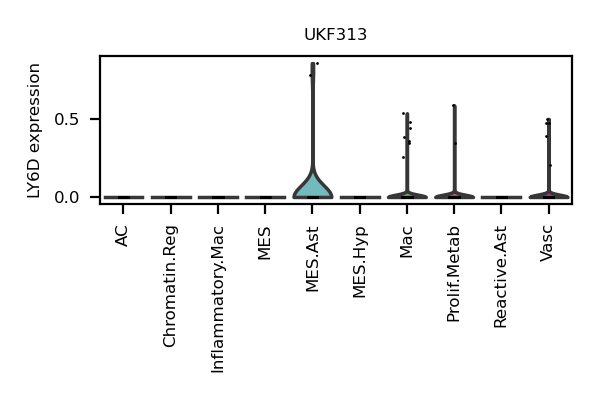 UKF313
LY6D expression
0.5
0.0
AC
Chromatin.Reg
Inflammatory.Mac
MES
MES.Ast
MES.Hyp
Mac
Prolif.Metab
Reactive.Ast
Vasc